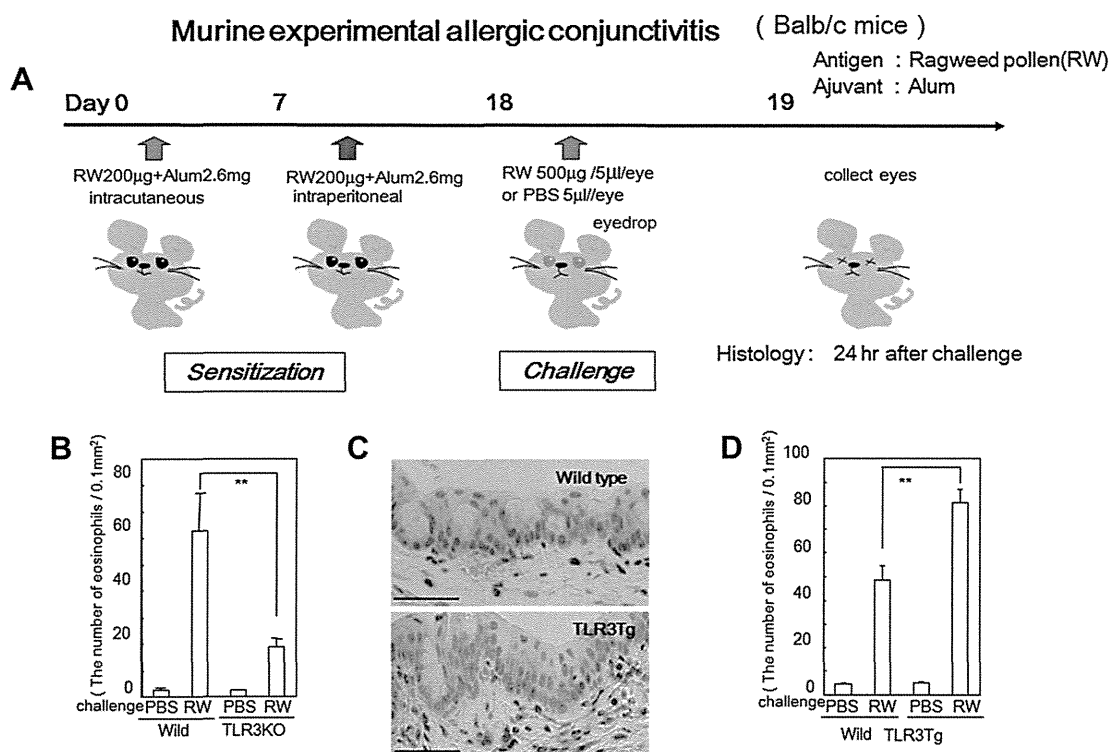 Murine experimental allergic conjunctivitis ( Balb/c mice )
Antigen : Ragweed pollen(RW)
Ajuvant : Alum
A
Day 0 7 18 19
RW200μg+Alum2.6mg
intracutaneous
RW200μg+Alum2.6mg
intraperitoneal
RW 500μg /5μl/eye
or PBS 5μl//eye
eyedrop
collect eyes
Sensitization
Challenge
Histology : 24 hr after challenge
B
( The number of eosinophils / 0.1mm²)
80
60
40
20
0
**
challenge PBS RW PBS RW
Wild TLR3KO
C
Wild type
TLR3Tg
D
( The number of eosinophils / 0.1mm²)
100
80
60
40
20
0
**
challenge PBS RW PBS RW
Wild TLR3Tg